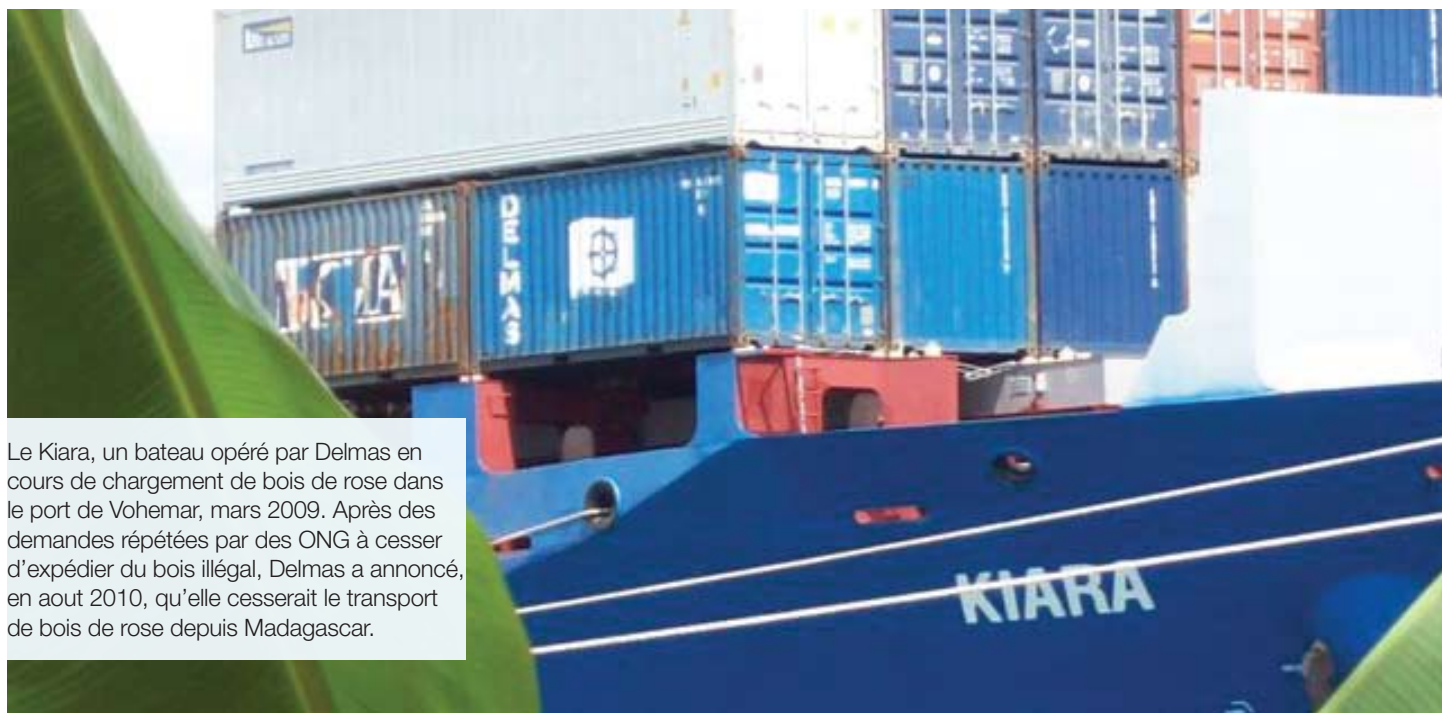 DELMAS
Le Kiara, un bateau opéré par Delmas en
cours de chargement de bois de rose dans
le port de Vohemar, mars 2009. Après des
demandes répétées par des ONG à cesser
d’expédier du bois illégal, Delmas a annoncé,
en aout 2010, qu’elle cesserait le transport
de bois de rose depuis Madagascar.
KIARA